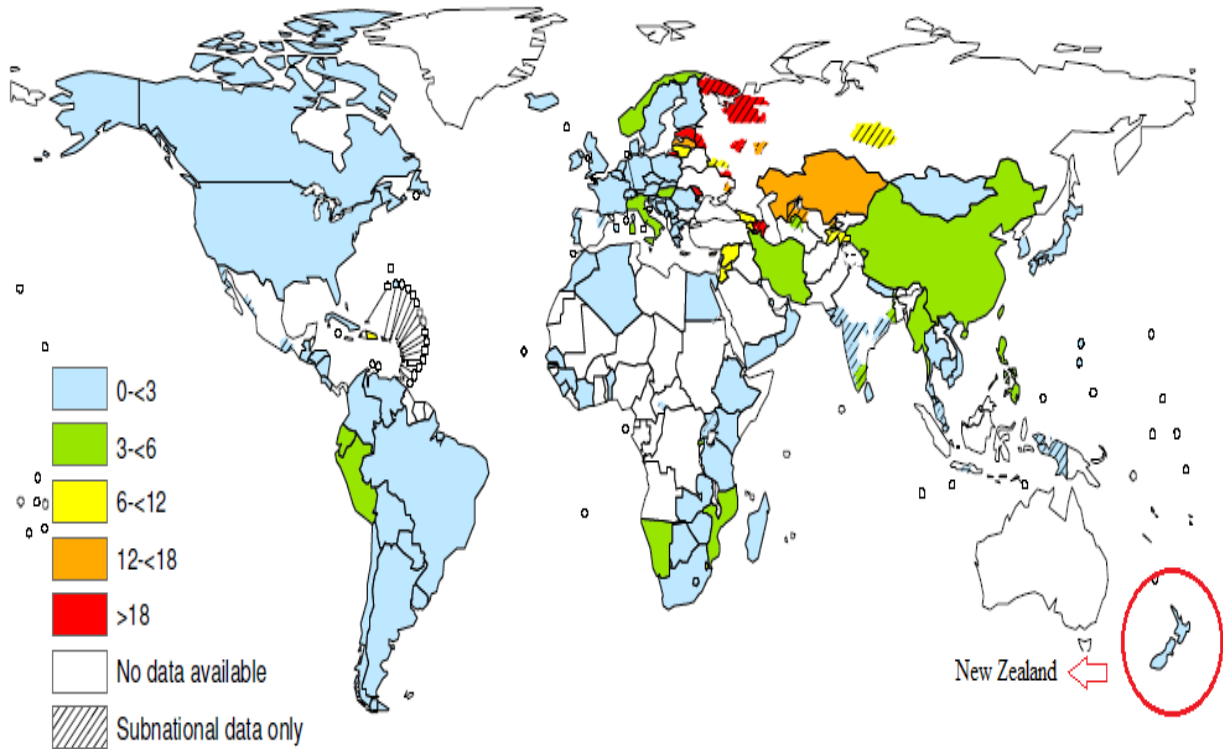 0-<3
3-<6
6-<12
12-<18
>18
No data available
Subnational data only
New Zealand